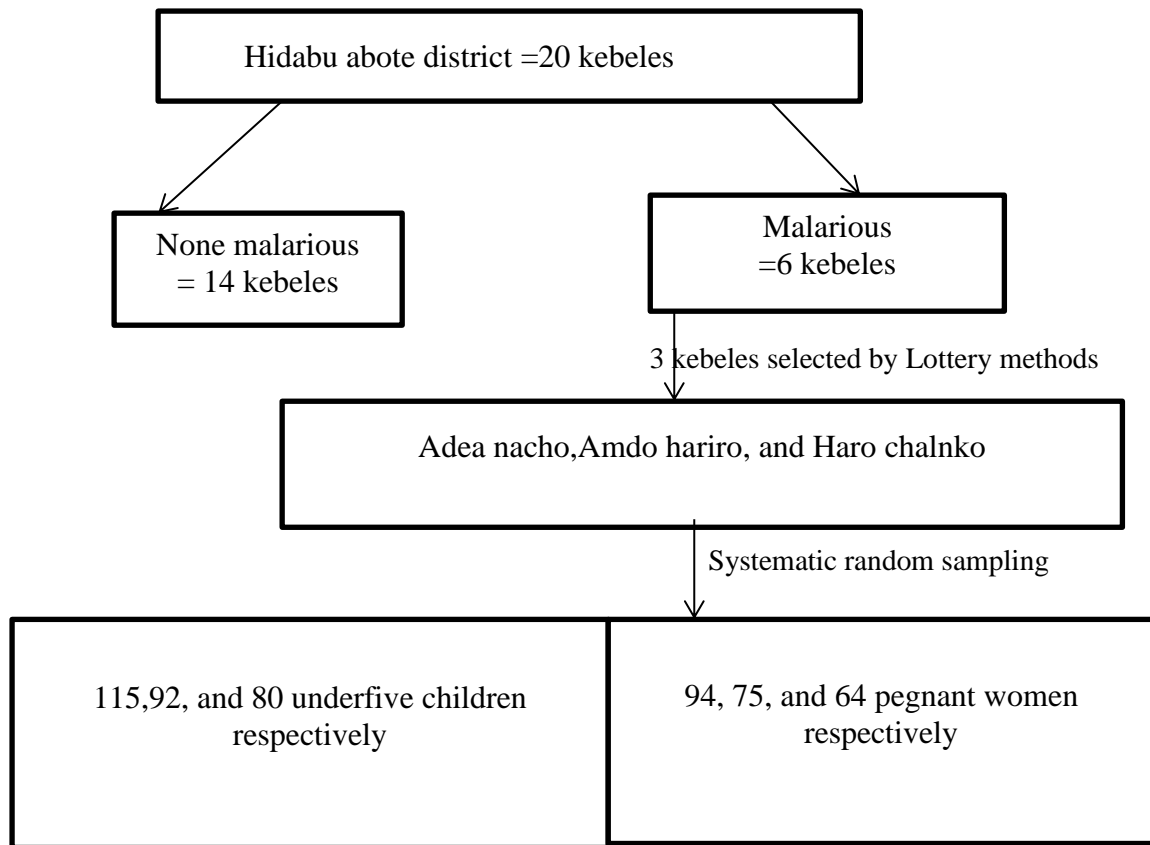 Hidabu abote district =20 kebeles
None malarious
= 14 kebeles
Malarious
=6 kebeles
3 kebeles selected by Lottery methods
Adea nacho,Amdo hariro, and Haro chalnko
Systematic random sampling
115,92, and 80 underfive children
respectively
94, 75, and 64 pegnant women
respectively